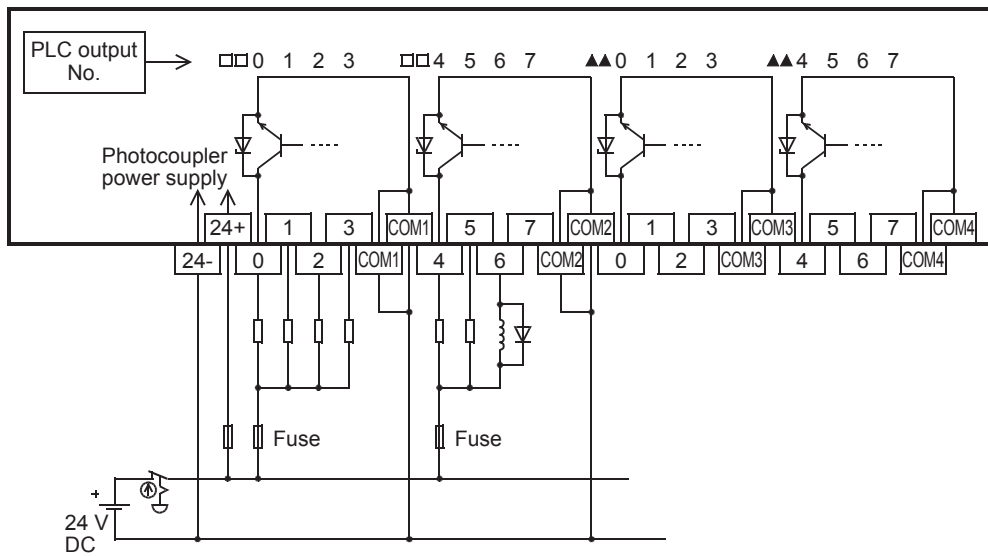 PLC output
No.
□□0 1 2 3 □□4 5 6 7 ▲▲0 1 2 3 ▲▲4 5 6 7
Photocoupler
power supply
24+ 1 3 COM1 5 7 COM2 1 3 COM3 5 7 COM4
24- 0 2 COM1 4 6 COM2 0 2 COM3 4 6 COM4
Fuse Fuse
+
24 V
DC